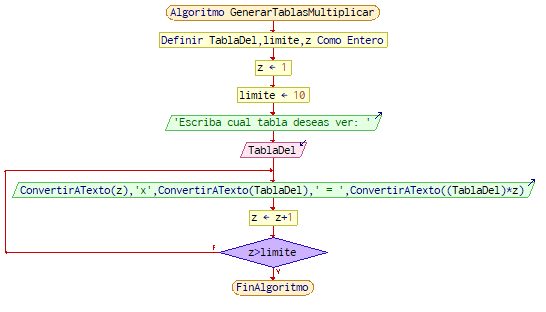 Algoritmo GenerarTablasMultiplicar
Definir TablaDel,limite,z Como Entero
z ← 1
limite ← 10
'Escriba cual tabla deseas ver: '
TablaDel
ConvertirATexto(z),'x',ConvertirATexto(TablaDel),' = ',ConvertirATexto((TablaDel)*z)
z ← z+1
F
z>limite
V
FinAlgoritmo